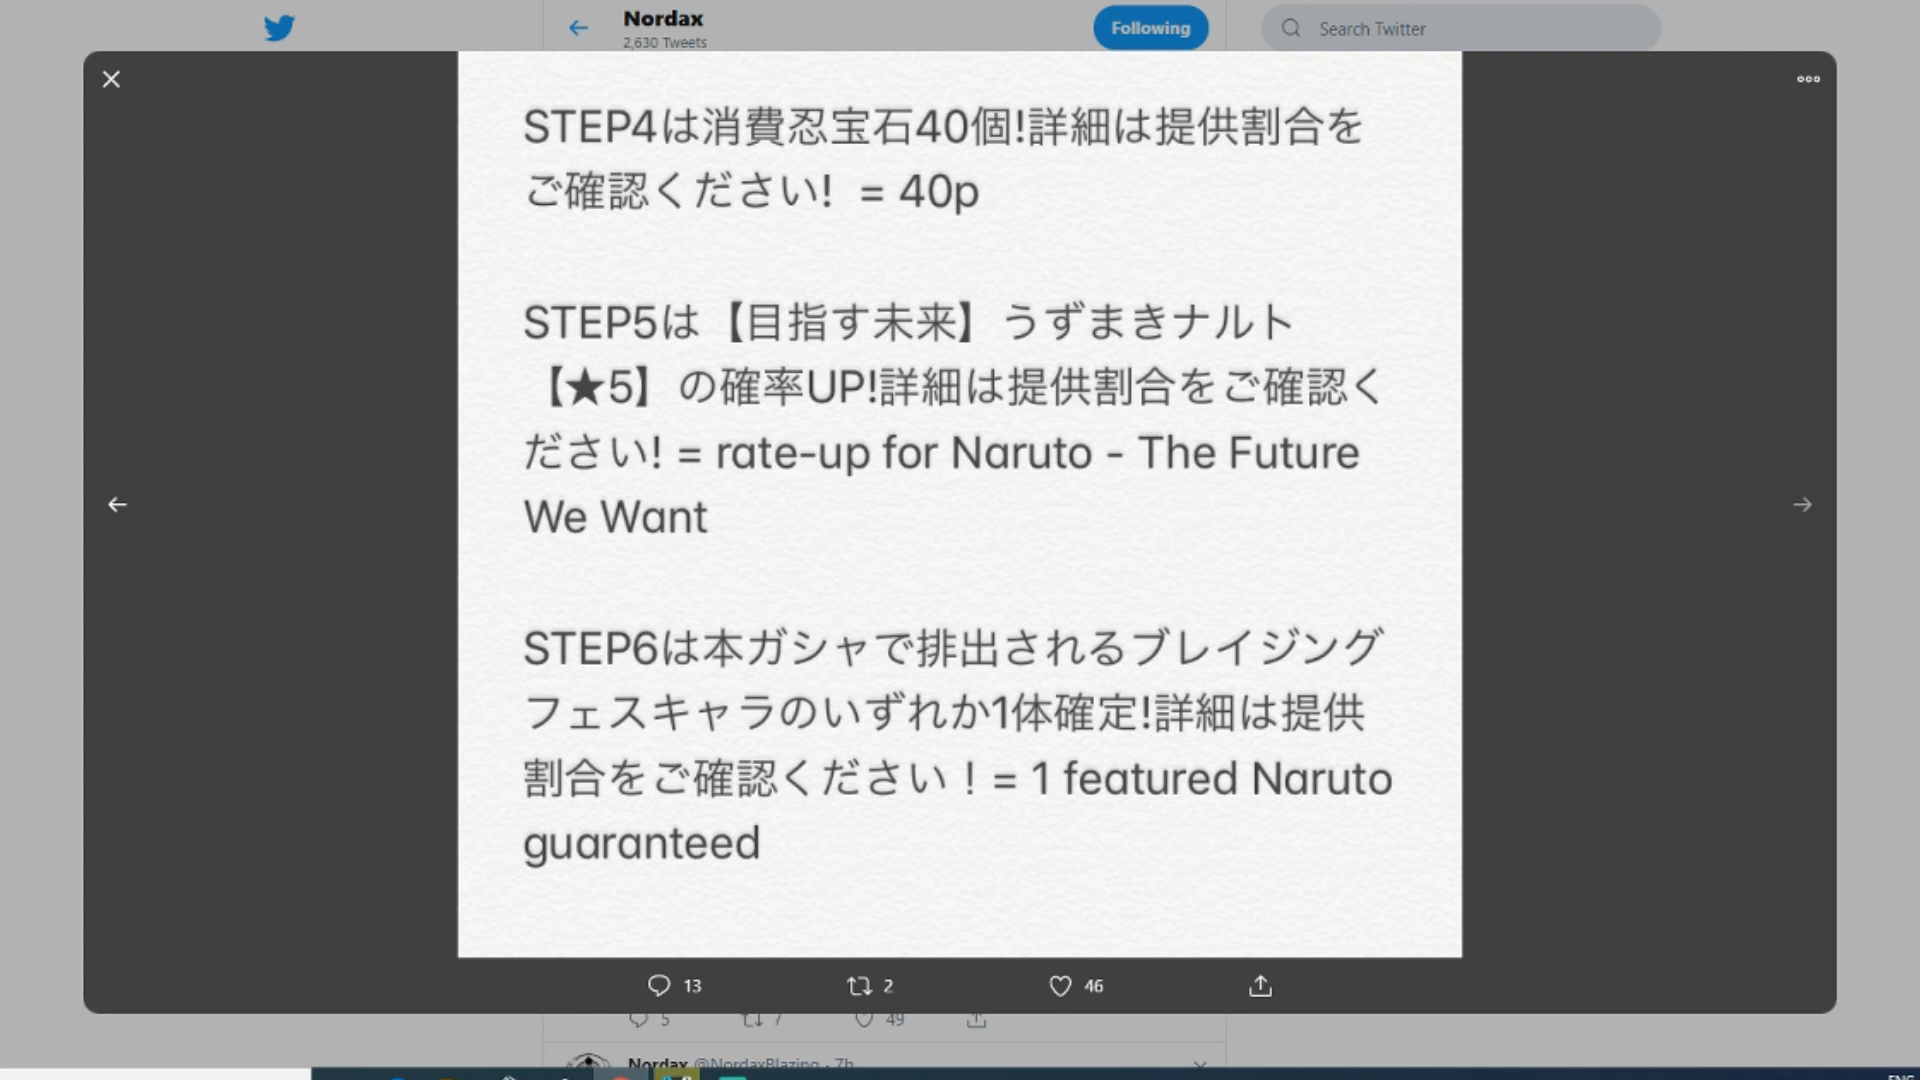 Nordax
2,630 Tweets
Following
Search Twitter
STEP4は消費忍宝石40個!詳細は提供割合を
ご確認ください! = 40p
STEP5は【目指す未来】うずまきナルト
【★5】の確率UP!詳細は提供割合をご確認く
ださい! = rate-up for Naruto - The Future
We Want
STEP6は本ガシャで排出されるブレイジング
フェスキャラのいずれか1体確定!詳細は提供
割合をご確認ください！= 1 featured Naruto
guaranteed
13 2 46
5 7 49
Nordax @NordaxBlazing · 7h
ENG